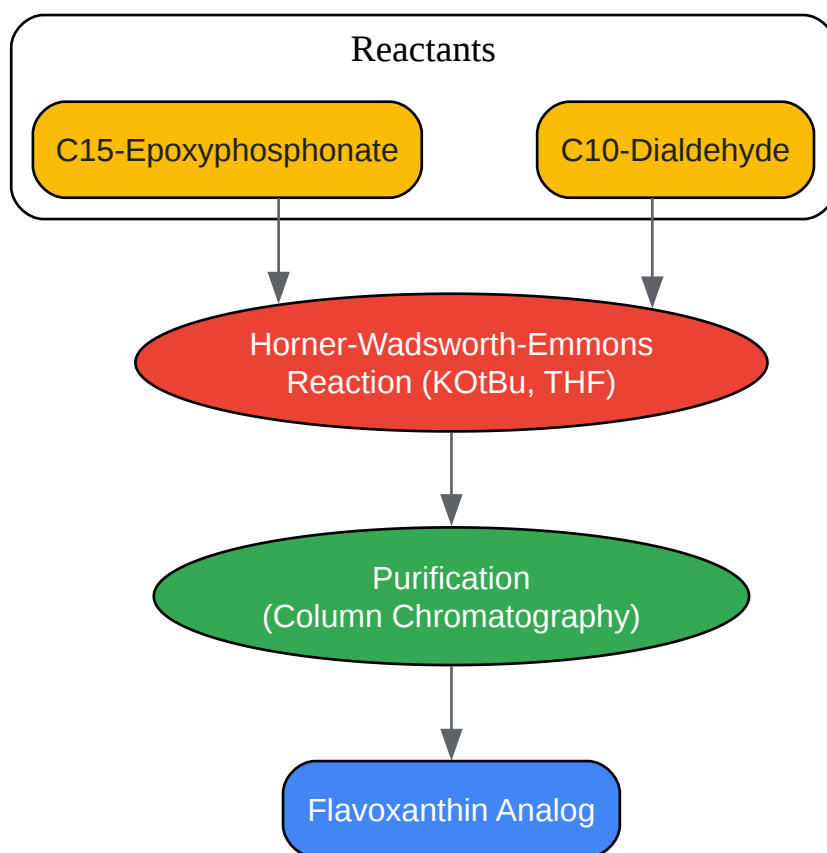 Reactants
C15-Epoxyphosphonate
C10-Dialdehyde
Horner-Wadsworth-Emmons
Reaction (KOtBu, THF)
Purification
(Column Chromatography)
Flavoxanthin Analog